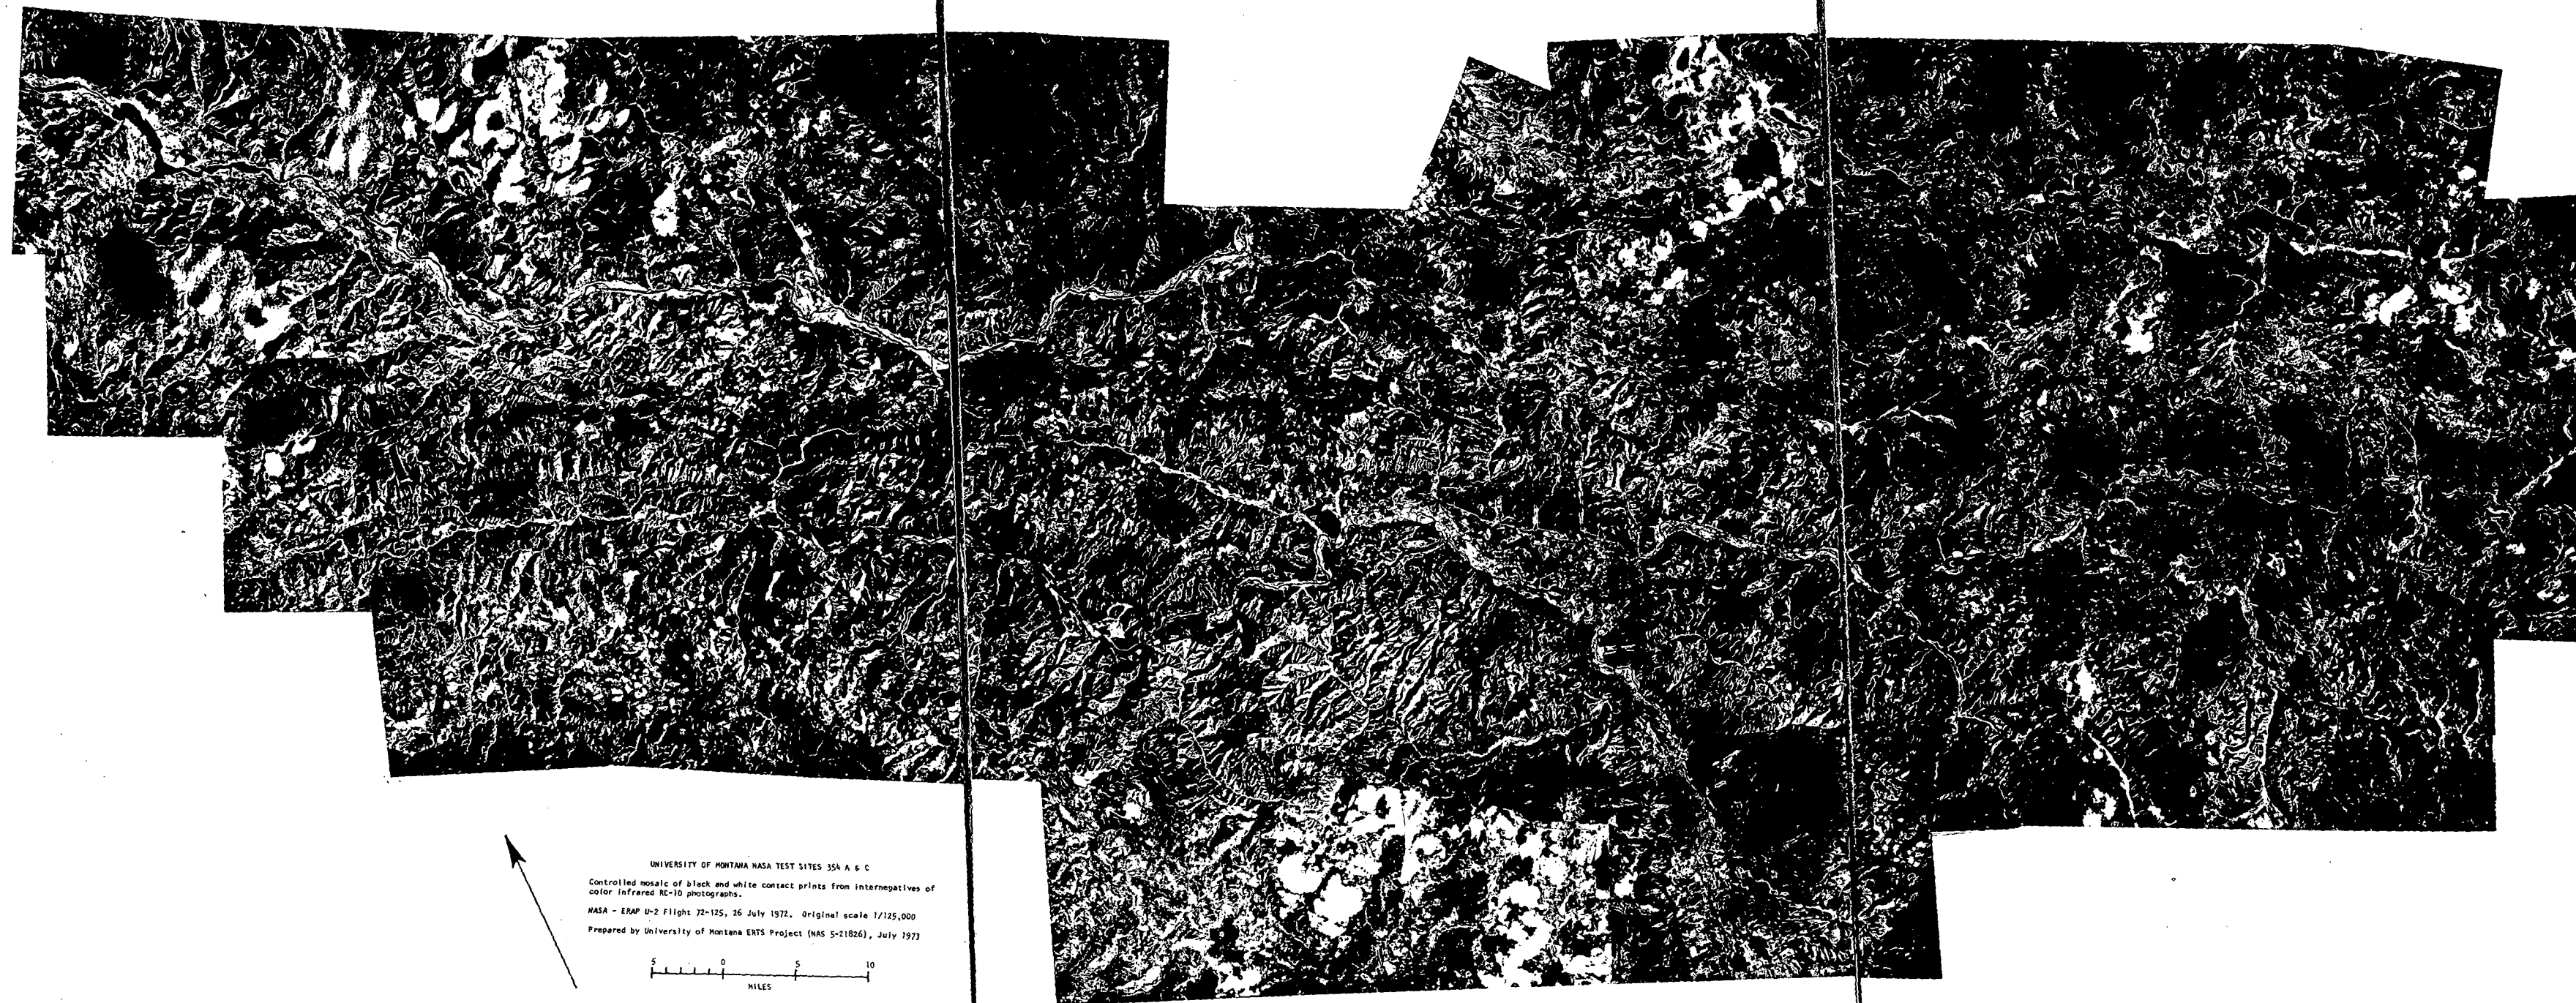 UNIVERSITY OF MONTANA NASA TEST SITES 354 A & C
Controlled mosaic of black and white contact prints from internegatives of
color infrared RC-10 photographs.
NASA - ERAP U-2 Flight 72-125, 26 July 1972. Original scale 1/125,000
Prepared by University of Montana ERTS Project (NAS 5-21826), July 1973
5 0 5 10
MILES